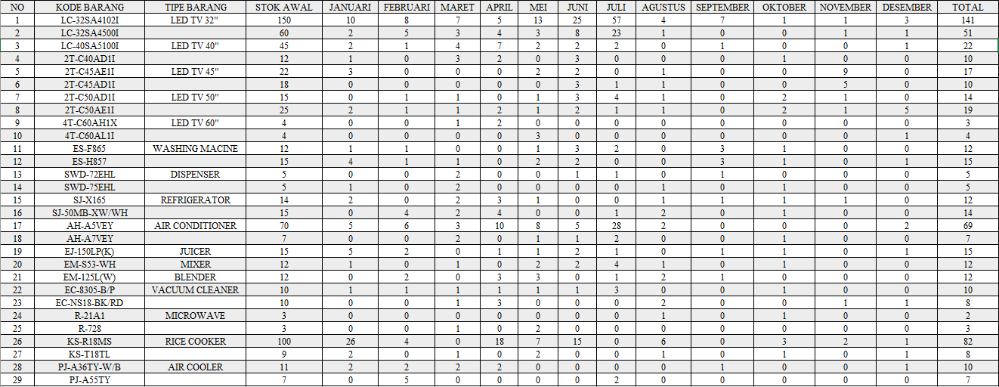 NO KODE BARANG TIPE BARANG STOK AWAL JANUARI FEBRUARI MARET APRIL MEI JUNI JULI AGUSTUS SEPTEMBER OKTOBER NOVEMBER DESEMBER TOTAL
1 LC-32SA4102I LED TV 32" 150 10 8 7 5 13 25 57 4 7 1 1 3 141
2 LC-32SA4500I 60 2 5 3 4 3 8 23 1 0 0 1 1 51
3 LC-40SA5100I LED TV 40" 45 2 1 4 7 2 2 2 0 1 0 0 1 22
4 2T-C40AD1I 12 1 0 3 2 0 3 0 0 0 1 0 0 10
5 2T-C45AE1I LED TV 45" 22 3 0 0 0 2 2 0 1 0 0 9 0 17
6 2T-C45AD1I 18 0 0 0 0 0 3 1 1 0 0 5 0 10
7 2T-C50AD1I LED TV 50" 15 0 1 1 0 1 3 4 1 0 2 1 0 14
8 2T-C50AE1I 25 2 1 1 2 1 2 1 1 0 2 1 5 19
9 4T-C60AH1X LED TV 60" 4 0 0 1 2 0 0 0 0 0 0 0 0 3
10 4T-C60AL1I 4 0 0 0 0 3 0 0 0 0 0 0 1 4
11 ES-F865 WASHING MACINE 12 1 1 0 0 1 3 2 0 3 1 0 0 12
12 ES-H857 15 4 1 1 0 2 2 0 0 3 1 0 1 15
13 SWD-72EHL DISPENSER 5 0 0 2 0 0 1 1 0 1 0 0 0 5
14 SWD-75EHL 5 1 0 2 0 0 0 0 1 0 1 0 0 5
15 SJ-X165 REFRIGERATOR 14 2 0 2 3 1 0 0 1 1 1 1 0 12
16 SJ-50MB-XW/WH 15 0 4 2 4 0 0 1 2 0 1 0 0 14
17 AH-A5VEY AIR CONDITIONER 70 5 6 3 10 8 5 28 2 0 0 0 2 69
18 AH-A7VEY 7 0 0 2 0 1 1 2 0 0 1 0 0 7
19 EJ-150LP(K) JUICER 15 5 2 0 1 1 2 1 0 1 1 0 1 15
20 EM-S53-WH MIXER 12 1 0 1 0 2 2 4 1 0 1 0 0 12
21 EM-125L(W) BLENDER 12 0 2 0 3 3 0 1 2 1 0 0 0 12
22 EC-8305-B/P VACUUM CLEANER 10 1 1 1 1 1 1 3 0 0 1 0 0 10
23 EC-NS18-BK/RD 10 0 0 1 3 0 0 0 2 0 0 1 1 8
24 R-21A1 MICROWAVE 3 0 0 0 0 0 0 0 1 0 1 0 0 2
25 R-728 3 0 0 1 0 2 0 0 0 0 0 0 0 3
26 KS-R18MS RICE COOKER 100 26 4 0 18 7 15 0 6 0 3 2 1 82
27 KS-T18TL 9 2 0 1 0 2 0 0 1 0 1 0 1 8
28 PJ-A36TY-W/B AIR COOLER 11 2 2 2 2 0 0 0 0 1 0 0 1 10
29 PJ-A55TY 7 0 5 0 0 0 0 2 0 0 0 0 0 7